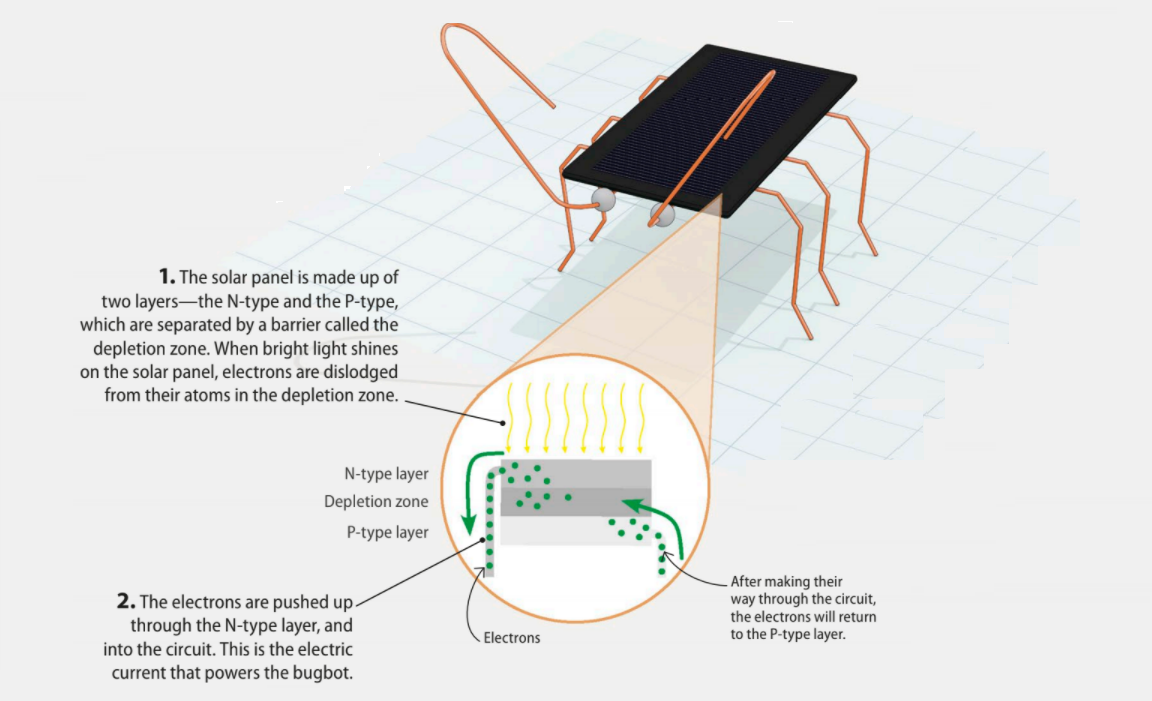 1. The solar panel is made up of
two layers—the N-type and the P-type,
which are separated by a barrier called the
depletion zone. When bright light shines
on the solar panel, electrons are dislodged
from their atoms in the depletion zone.
N-type layer
Depletion zone
P-type layer
2. The electrons are pushed up
through the N-type layer, and
into the circuit. This is the electric
current that powers the bugbot.
Electrons
After making their
way through the circuit,
the electrons will return
to the P-type layer.